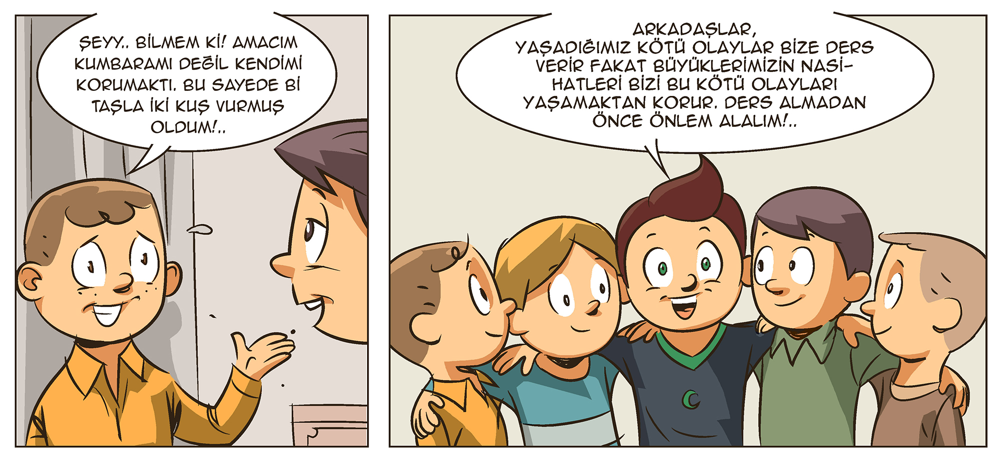 ŞEYY.. BİLMEM Kİ! AMACIM
KUMBARAMI DEĞİL KENDİMİ
KORUMAKTI. BU SAYEDE Bİ
TAŞLA İKİ KUŞ VURMUŞ
OLDUM!..
ARKADAŞLAR,
YAŞADIĞIMIZ KÖTÜ OLAYLAR BİZE DERS
VERİR FAKAT BÜYÜKLERİMİZİN NASİ-
HATLERİ BİZİ BU KÖTÜ OLAYLARI
YAŞAMAKTAN KORUR. DERS ALMADAN
ÖNCE ÖNLEM ALALIM!..